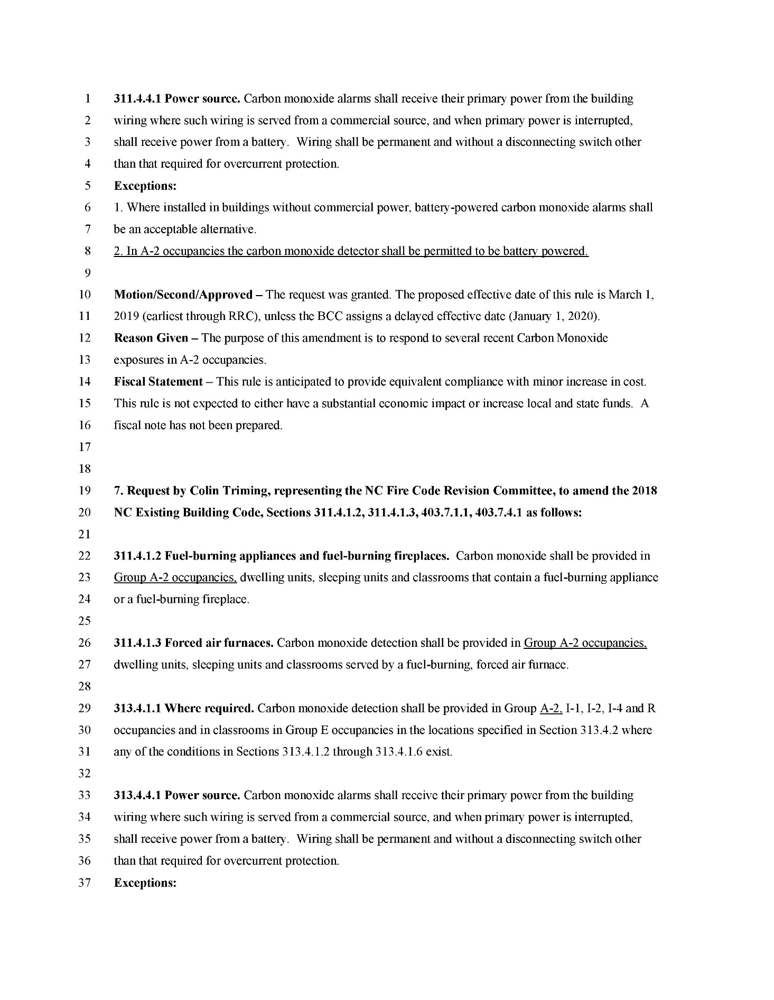 1 311.4.4.1 Power source. Carbon monoxide alarms shall receive their primary power from the building
2 wiring where such wiring is served from a commercial source, and when primary power is interrupted,
3 shall receive power from a battery.  Wiring shall be permanent and without a disconnecting switch other
4 than that required for overcurrent protection.
5 Exceptions:
6 1. Where installed in buildings without commercial power, battery-powered carbon monoxide alarms shall
7 be an acceptable alternative.
8 2. In A-2 occupancies the carbon monoxide detector shall be permitted to be battery powered.
9
10 Motion/Second/Approved – The request was granted. The proposed effective date of this rule is March 1,
11 2019 (earliest through RRC), unless the BCC assigns a delayed effective date (January 1, 2020).
12 Reason Given – The purpose of this amendment is to respond to several recent Carbon Monoxide
13 exposures in A-2 occupancies.
14 Fiscal Statement – This rule is anticipated to provide equivalent compliance with minor increase in cost.
15 This rule is not expected to either have a substantial economic impact or increase local and state funds.  A
16 fiscal note has not been prepared.
17
18
19 7. Request by Colin Triming, representing the NC Fire Code Revision Committee, to amend the 2018
20 NC Existing Building Code, Sections 311.4.1.2, 311.4.1.3, 403.7.1.1, 403.7.4.1 as follows:
21
22 311.4.1.2 Fuel-burning appliances and fuel-burning fireplaces.  Carbon monoxide shall be provided in
23 Group A-2 occupancies, dwelling units, sleeping units and classrooms that contain a fuel-burning appliance
24 or a fuel-burning fireplace.
25
26 311.4.1.3 Forced air furnaces. Carbon monoxide detection shall be provided in Group A-2 occupancies,
27 dwelling units, sleeping units and classrooms served by a fuel-burning, forced air furnace.
28
29 313.4.1.1 Where required. Carbon monoxide detection shall be provided in Group A-2, I-1, I-2, I-4 and R
30 occupancies and in classrooms in Group E occupancies in the locations specified in Section 313.4.2 where
31 any of the conditions in Sections 313.4.1.2 through 313.4.1.6 exist.
32
33 313.4.4.1 Power source. Carbon monoxide alarms shall receive their primary power from the building
34 wiring where such wiring is served from a commercial source, and when primary power is interrupted,
35 shall receive power from a battery.  Wiring shall be permanent and without a disconnecting switch other
36 than that required for overcurrent protection.
37 Exceptions: